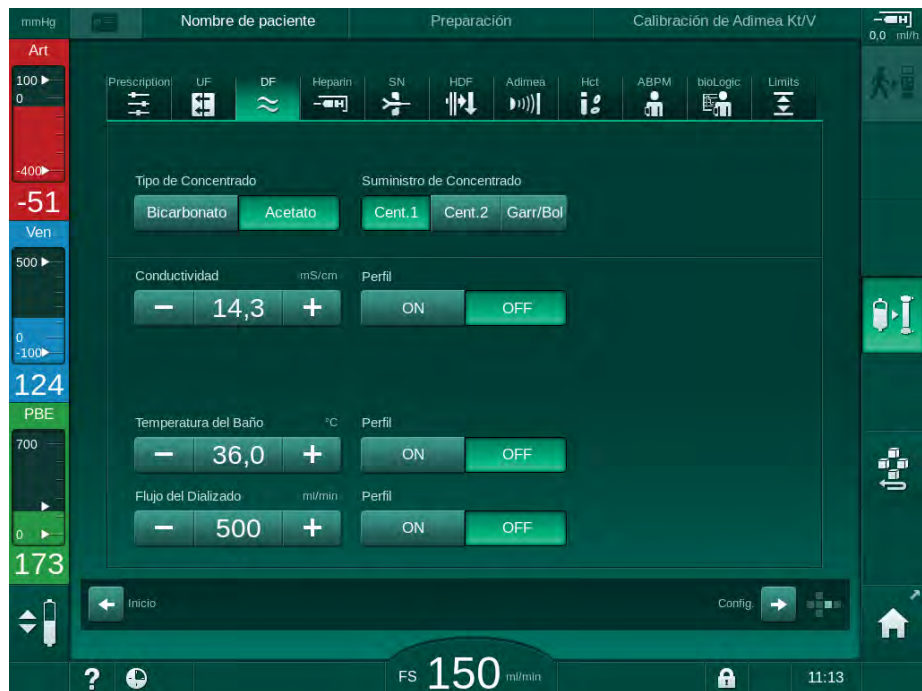 mmHg
Nombre de paciente
Preparación
Calibración de Adimea Kt/V
0,0 ml/h
Art
100
0
-400
-51
Ven
500
0
-100
124
PBE
700
0
173
Prescription
UF
DF
Heparin
SN
HDF
Adimea
Hct
ABPM
bioLogic
Limits
Tipo de Concentrado
Suministro de Concentrado
Bicarbonato
Acetato
Cent.1
Cent.2
Garr/Bol
Conductividad
mS/cm
Perfil
14,3
ON
OFF
Temperatura del Baño
°C
Perfil
36,0
ON
OFF
Flujo del Dializado
ml/min
Perfil
500
ON
OFF
Inicio
Config.
?
FS 150 ml/min
11:13